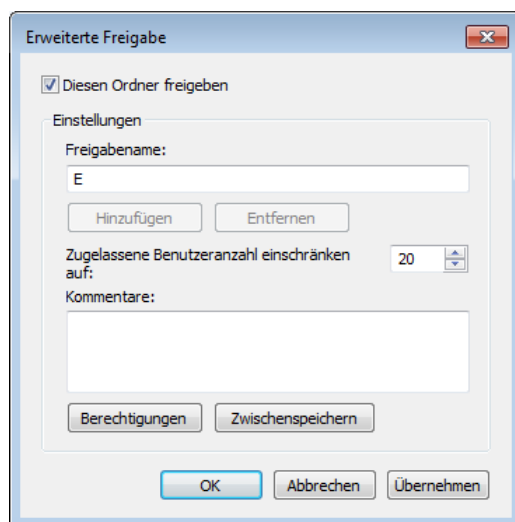 Erweiterte Freigabe
Diesen Ordner freigeben
Einstellungen
Freigabename:
E
Hinzufügen Entfernen
Zugelassene Benutzeranzahl einschränken
auf:
20
Kommentare:
Berechtigungen Zwischenspeichern
OK Abbrechen Übernehmen